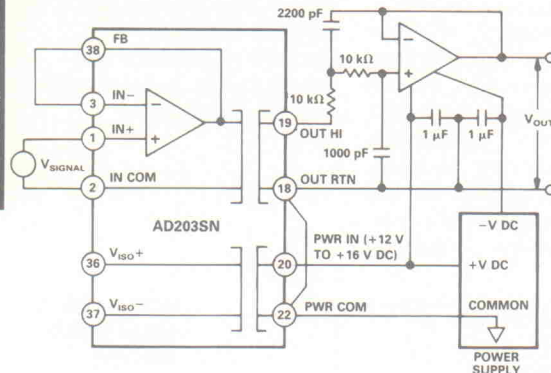 2200 pF
38
FB
10 kΩ
3
IN−
−
+
10 kΩ
1
IN+
+
−
19
OUT HI
1 µF
1 µF
VOUT
VSIGNAL
1000 pF
2
IN COM
18
OUT RTN
AD203SN
PWR IN (+12 V
TO +16 V DC)
−V DC
36
VISO+
20
+V DC
37
VISO−
22
PWR COM
COMMON
POWER
SUPPLY